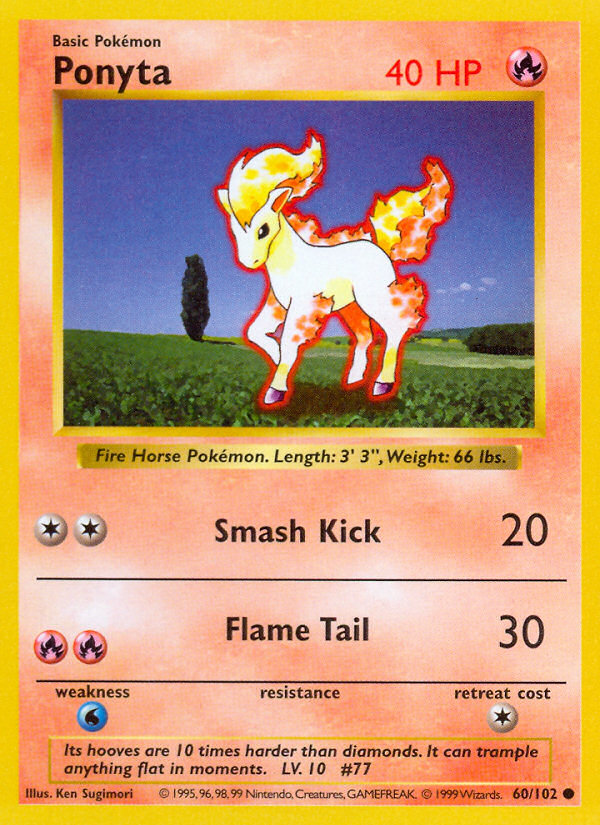 Basic Pokémon
Ponyta 40 HP
Fire Horse Pokémon. Length: 3' 3", Weight: 66 lbs.
Smash Kick 20
Flame Tail 30
weakness resistance retreat cost
Its hooves are 10 times harder than diamonds. It can trample
anything flat in moments. LV. 10 #77
Illus. Ken Sugimori © 1995, 96, 98, 99 Nintendo, Creatures, GAMEFREAK. © 1999 Wizards. 60/102